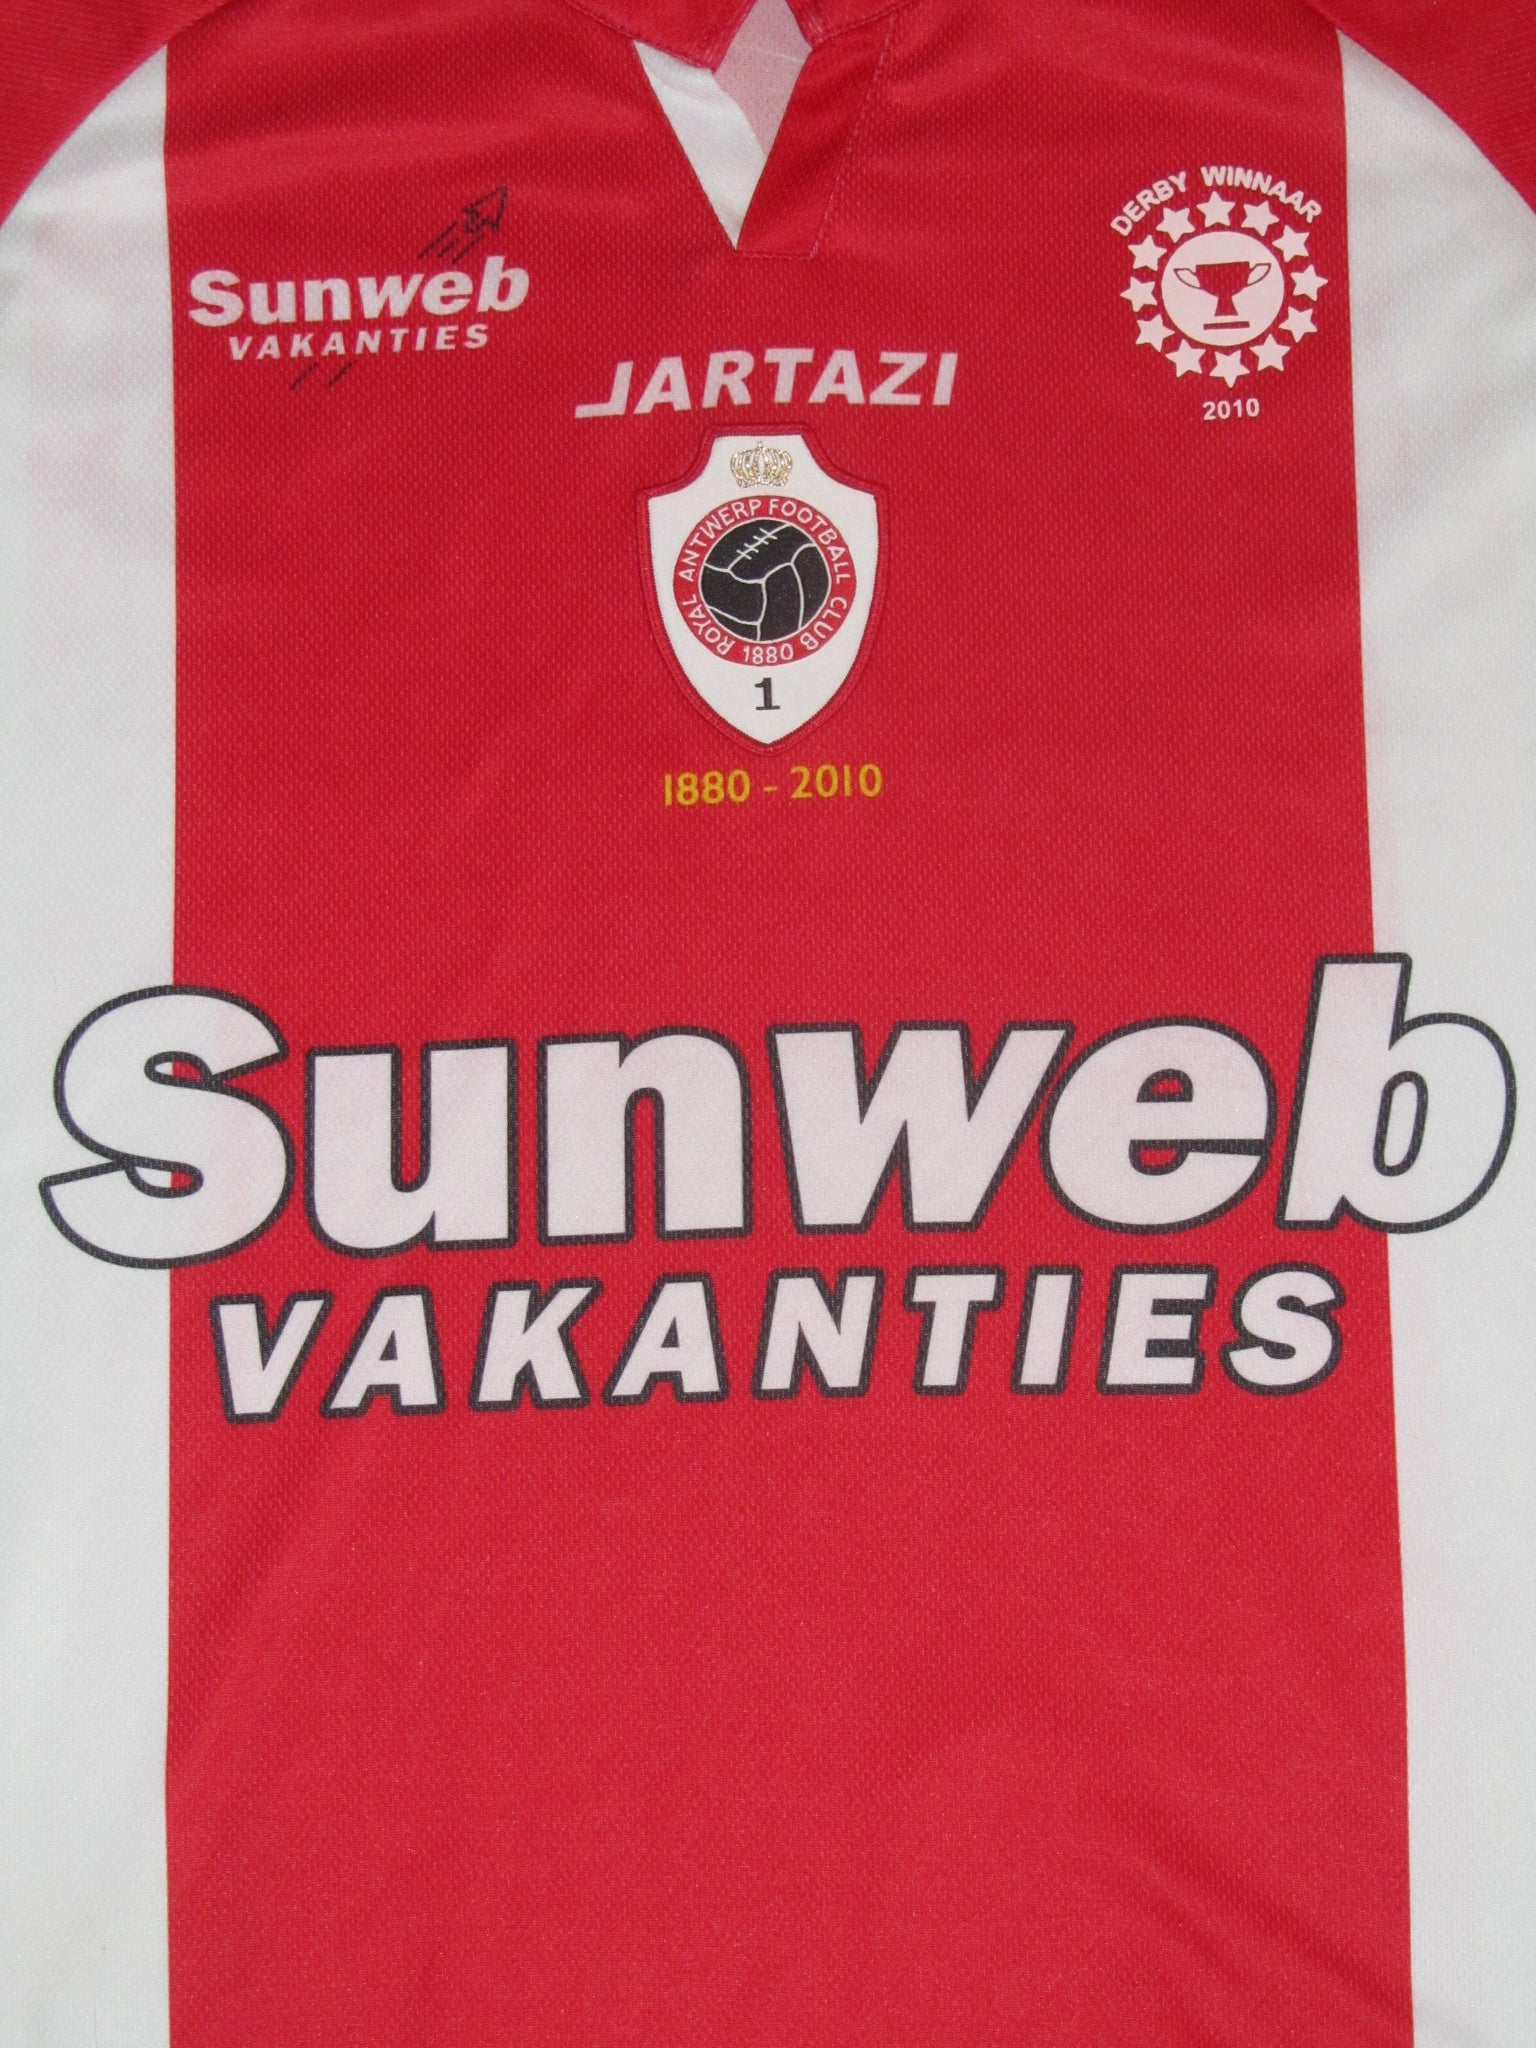 DERBY WINNAAR
2010
Sunweb
VAKANTIES
JARTAZI
ROYAL ANTWERP FOOTBALL CLUB
1880
1
1880 - 2010
Sunweb
VAKANTIES